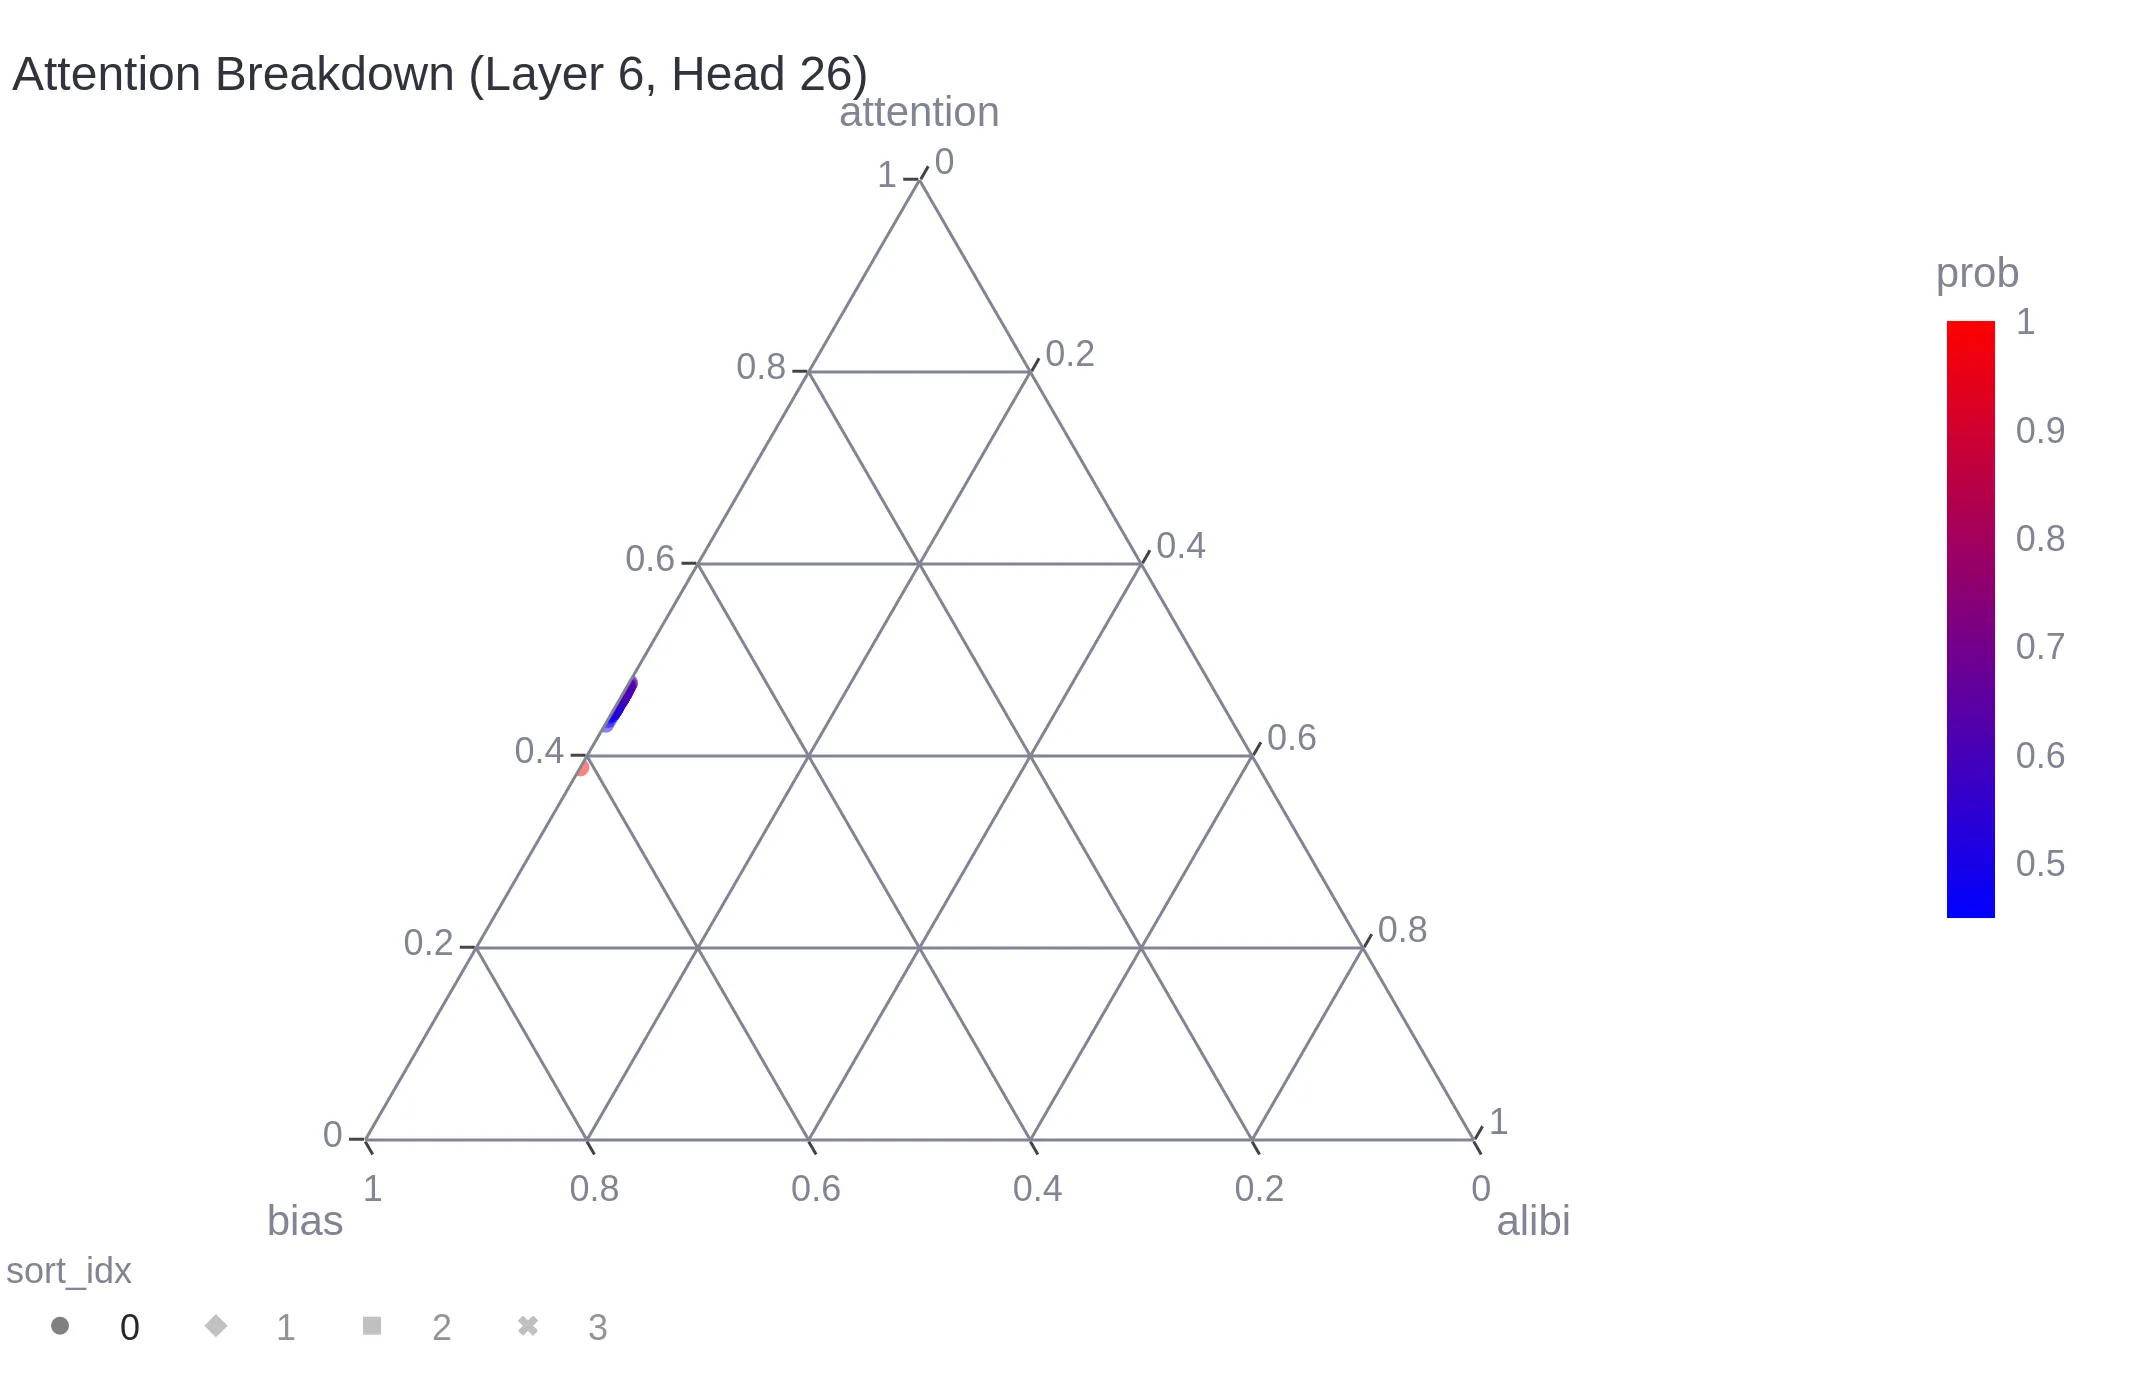 Attention Breakdown (Layer 6, Head 26)
attention
1 0
0.8 0.2
0.6 0.4
0.4 0.6
0.2 0.8
0 1
1 0.8 0.6 0.4 0.2 0
bias alibi
prob
1
0.9
0.8
0.7
0.6
0.5
sort_idx
0 1 2 3